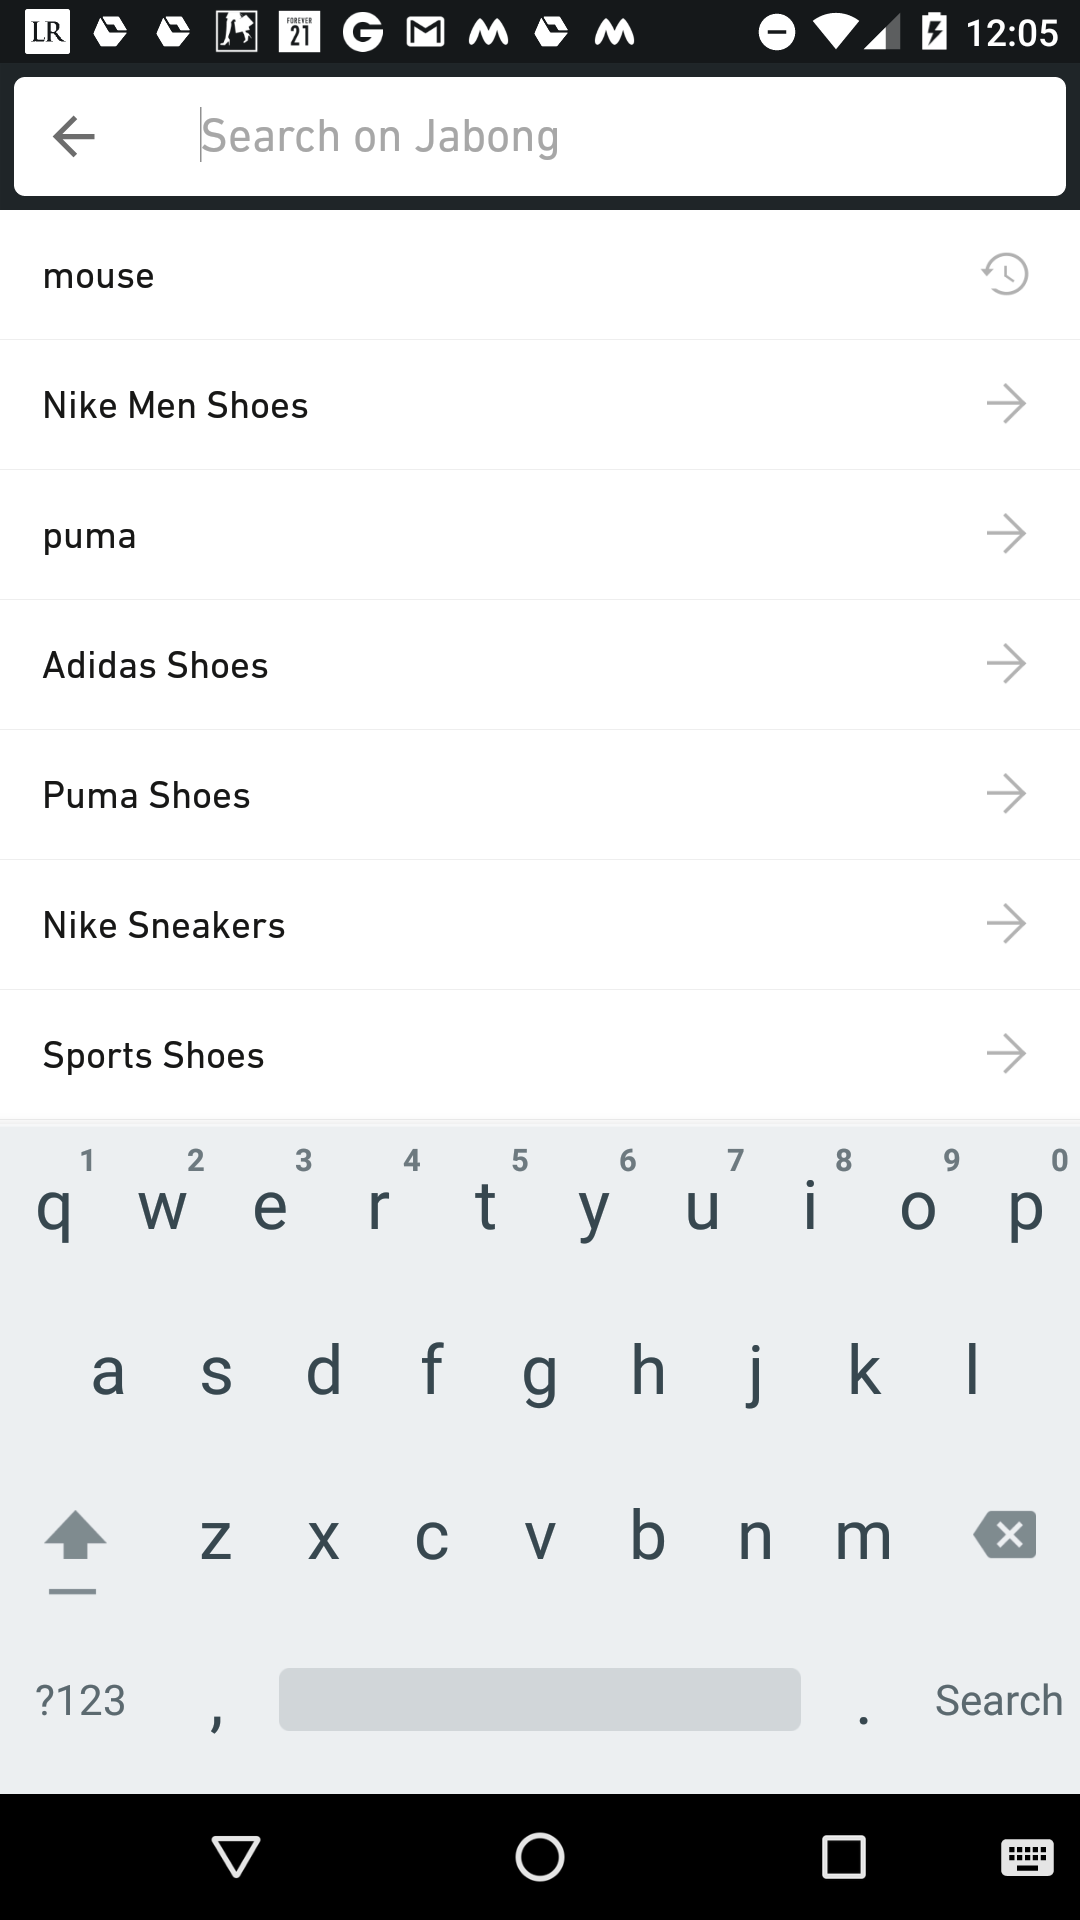 LR FOREVER 21 G M 12:05
Search on Jabong
mouse
Nike Men Shoes
puma
Adidas Shoes
Puma Shoes
Nike Sneakers
Sports Shoes
1 2 3 4 5 6 7 8 9 0
q w e r t y u i o p
a s d f g h j k l
z x c v b n m
?123 , . Search